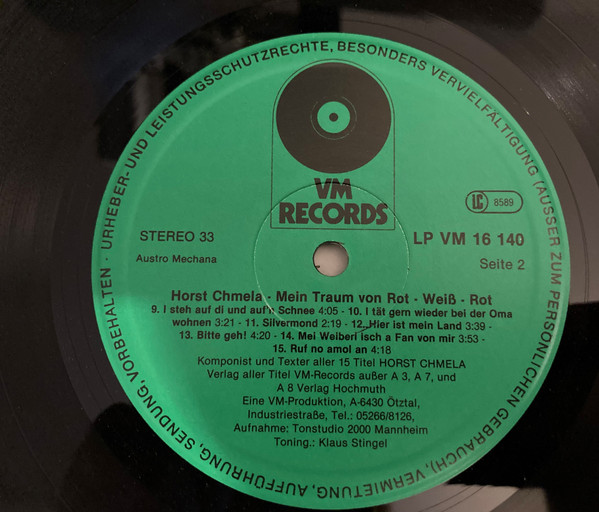 URHEBER- UND LEISTUNGSSCHUTZRECHTE, BESONDERS VERVIELFÄLTIGUNG (AUSSER ZUM PERSÖNLICHEN GEBRAUCH), VERMIETUNG, AUFFÜHRUNG, SENDUNG, VORBEHALTEN ·
VM
RECORDS
LC 8589
STEREO 33
LP VM 16 140
Austro Mechana
Seite 2
Horst Chmela · Mein Traum von Rot · Weiß · Rot
9. I steh auf di und auf'n Schnee 4:05 - 10. I tät gern wieder bei der Oma
wohnen 3:21 - 11. Silvermond 2:19 - 12. Hier ist mein Land 3:39 -
13. Bitte geh! 4:20 - 14. Mei Weiberl isch a Fan von mir 3:53 -
15. Ruf no amol an 4:18
Komponist und Texter aller 15 Titel HORST CHMELA
Verlag aller Titel VM-Records außer A 3, A 7, und
A 8 Verlag Hochmuth
Eine VM-Produktion, A-6430 Ötztal,
Industriestraße, Tel.: 05266/8126,
Aufnahme: Tonstudio 2000 Mannheim
Toning.: Klaus Stingel